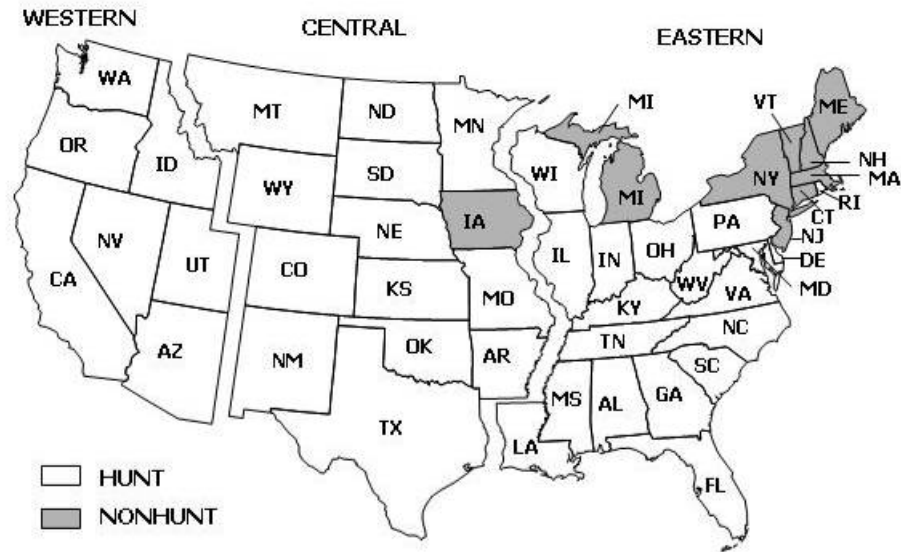 WESTERN
CENTRAL
EASTERN
WA
MT
ND
MN
MI
VT
ME
OR
ID
SD
WI
NH
MA
WY
MI
NY
RI
NE
IA
PA
CT
NJ
NV
UT
CO
IL
IN
OH
DE
CA
KS
MO
WV
VA
MD
KY
AZ
NM
OK
AR
TN
NC
SC
MS
AL
GA
TX
LA
FL
HUNT
NONHUNT